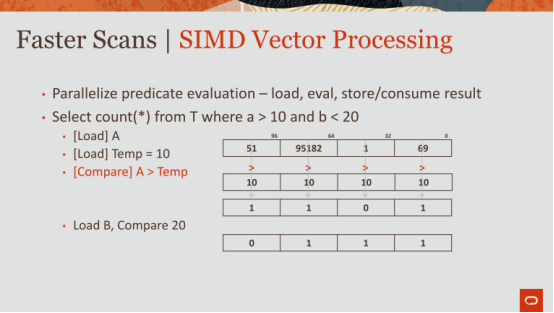 Faster Scans | SIMD Vector Processing
• Parallelize predicate evaluation – load, eval, store/consume result
• Select count(*) from T where a > 10 and b < 20
• [Load] A
96 64 32 0
51 95182 1 69
• [Load] Temp = 10
• [Compare] A > Temp
> > > >
10 10 10 10
1 1 0 1
• Load B, Compare 20
0 1 1 1